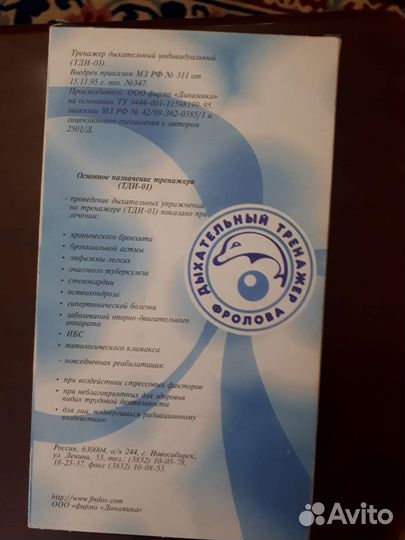 Тренажер дыхательный индивидуальный
(ТДИ-01).
Внедрен приказом МЗ РФ № 311 от
15.11.95 г. поз. №347.
Производитель: ООО фирма «Динамика»
на основании ТУ 9444-001-11598199-95
лицензии МЗ РФ № 42/98-362-0385/1 и
лицензионного соглашения с автором
2501/Д.
Основное назначение тренажера
(ТДИ-01)
- проведение дыхательных упражнений
на тренажере (ТДИ-01) показано при
лечении:
• хронического бронхита
• бронхиальной астмы
• эмфиземы легких
• очагового туберкулеза
• стенокардии
• остеахондроза
• гипертонической болезни
• заболеваний опорно-двигательного
аппарата
• ИБС
• патологического климакса
- повседневная реабилитация:
• при воздействии стрессовых факторов
• при неблагоприятных для здоровья
видах трудовой деятельности
• для лиц, подвергшихся радиационному
воздействию
ДЫХАТЕЛЬНЫЙ ТРЕНАЖЕР
ФРОЛОВА
Россия, 630004, а/я 244, г. Новосибирск,
ул. Ленина, 53, тел.: (3832) 10-05-78,
18-23-37, факс (3832) 10-08-53.
http://www.frolov.com
ООО «фирма «Динамика»
Avito